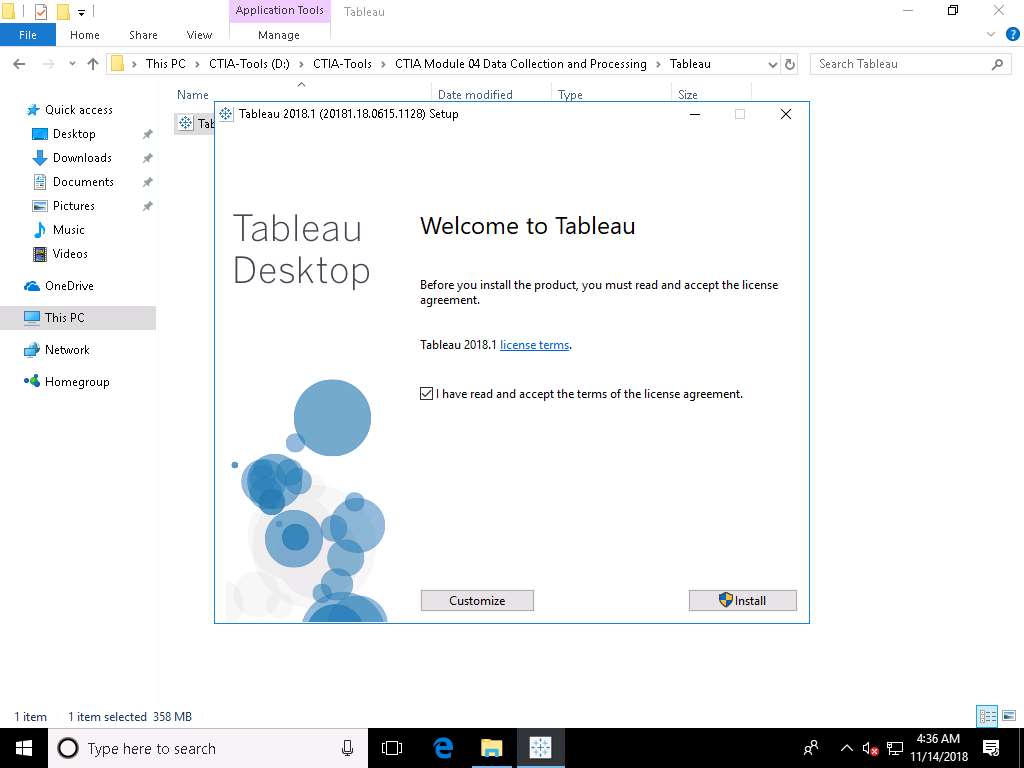 Application Tools
Tableau
File
Home
Share
View
Manage
This PC
CTIA-Tools (D:)
CTIA-Tools
CTIA Module 04 Data Collection and Processing
Tableau
Search Tableau
Name
Date modified
Type
Size
Quick access
Desktop
Downloads
Documents
Pictures
Music
Videos
OneDrive
This PC
Network
Homegroup
Tab
Tableau 2018.1 (20181.18.0615.1128) Setup
Tableau
Desktop
Welcome to Tableau
Before you install the product, you must read and accept the license
agreement.
Tableau 2018.1 license terms.
I have read and accept the terms of the license agreement.
Customize
Install
1 item
1 item selected 358 MB
Type here to search
4:36 AM
11/14/2018